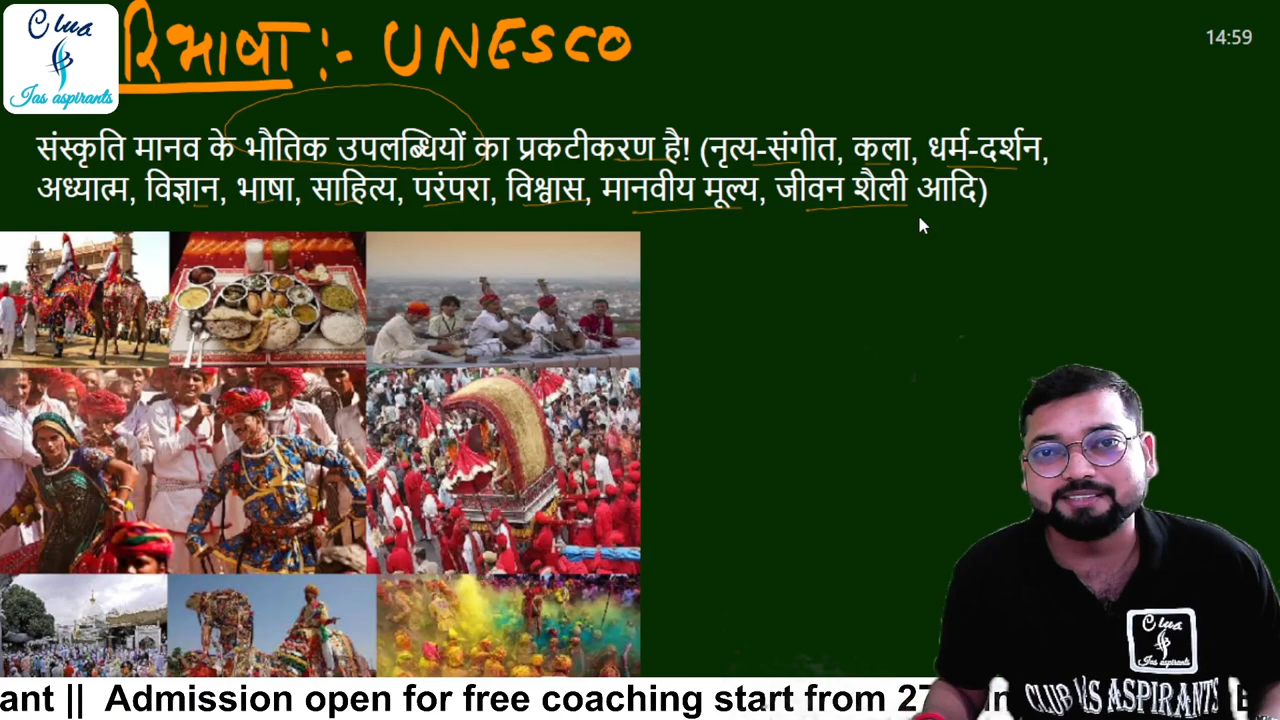 Club
Ias aspirants
रिभाषा :- UNESCO
14:59
संस्कृति मानव के भौतिक उपलब्धियों का प्रकटीकरण है! (नृत्य-संगीत, कला, धर्म-दर्शन,
अध्यात्म, विज्ञान, भाषा, साहित्य, परंपरा, विश्वास, मानवीय मूल्य, जीवन शैली आदि)
Club
Ias aspirants
ant || Admission open for free coaching start from 27